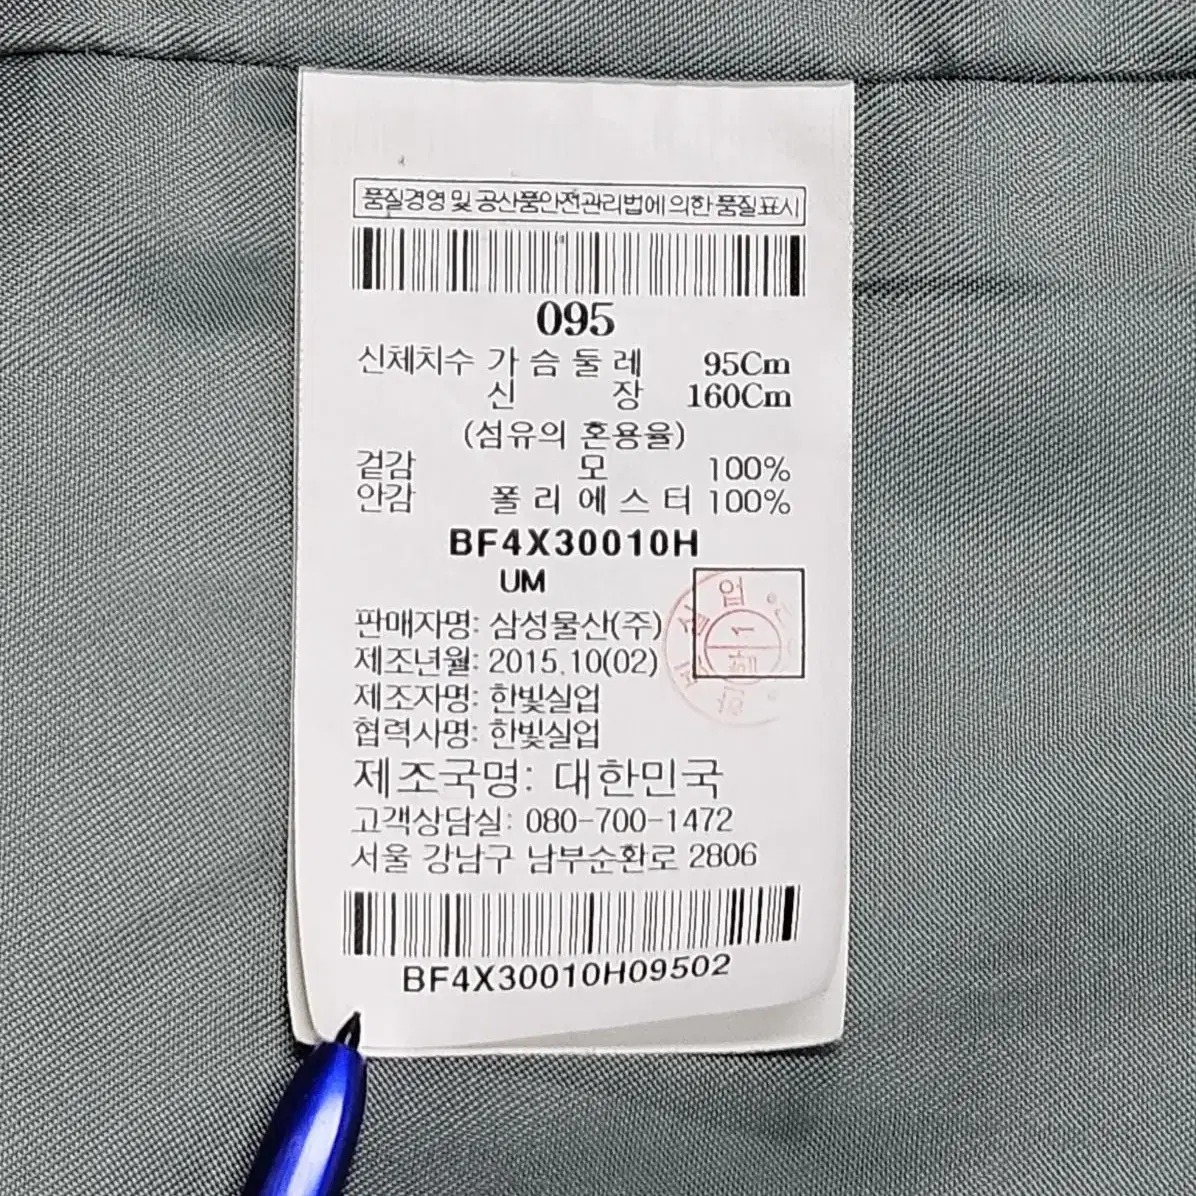 품질경영 및 공산품안전관리법에 의한 품질표시
095
신체치수 가 슴 둘 레 95Cm
신 장 160Cm
(섬유의 혼용율)
겉감 모 100%
안감 폴 리 에 스 터 100%
BF4X30010H
UM
판매자명: 삼성물산(주)
제조년월: 2015.10(02)
제조자명: 한빛실업
협력사명: 한빛실업
제조국명: 대한민국
고객상담실: 080-700-1472
서울 강남구 남부순환로 2806
BF4X30010H09502